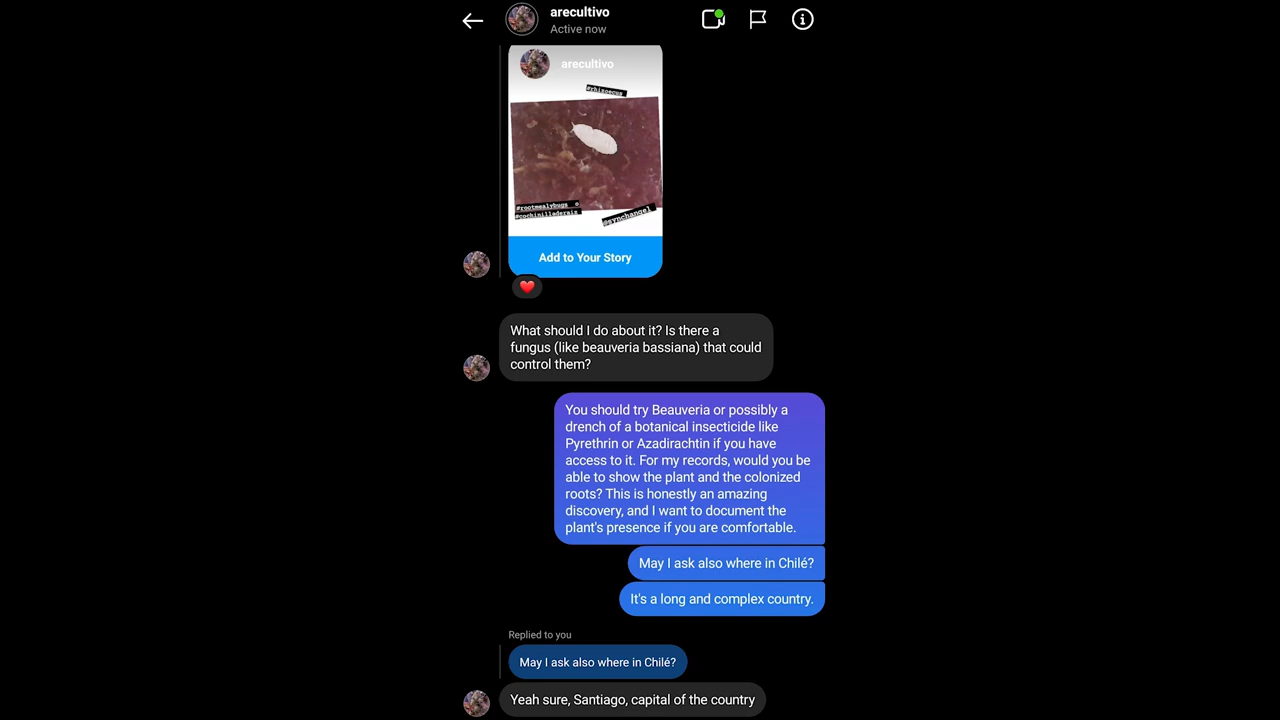 arecultivo
Active now
arecultivo
#rhizoecus
#rootmealybugs o
#cochinilladeraiz
@synchangel
Add to Your Story
What should I do about it? Is there a
fungus (like beauveria bassiana) that could
control them?
You should try Beauveria or possibly a
drench of a botanical insecticide like
Pyrethrin or Azadirachtin if you have
access to it. For my records, would you be
able to show the plant and the colonized
roots? This is honestly an amazing
discovery, and I want to document the
plant's presence if you are comfortable.
May I ask also where in Chilé?
It's a long and complex country.
Replied to you
May I ask also where in Chilé?
Yeah sure, Santiago, capital of the country